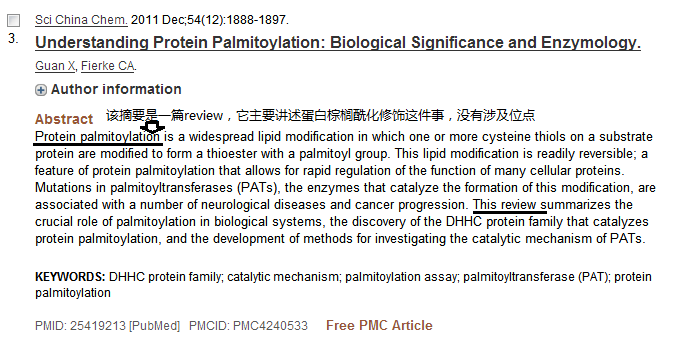 Sci China Chem. 2011 Dec;54(12):1888-1897.
3. Understanding Protein Palmitoylation: Biological Significance and Enzymology.
Guan X, Fierke CA.
Author information
Abstract 该摘要是一篇review，它主要讲述蛋白棕榈酰化修饰这件事，没有涉及位点
Protein palmitoylation is a widespread lipid modification in which one or more cysteine thiols on a substrate
protein are modified to form a thioester with a palmitoyl group. This lipid modification is readily reversible; a
feature of protein palmitoylation that allows for rapid regulation of the function of many cellular proteins.
Mutations in palmitoyltransferases (PATs), the enzymes that catalyze the formation of this modification, are
associated with a number of neurological diseases and cancer progression. This review summarizes the
crucial role of palmitoylation in biological systems, the discovery of the DHHC protein family that catalyzes
protein palmitoylation, and the development of methods for investigating the catalytic mechanism of PATs.
KEYWORDS: DHHC protein family; catalytic mechanism; palmitoylation assay; palmitoyltransferase (PAT); protein
palmitoylation
PMID: 25419213 [PubMed] PMCID: PMC4240533 Free PMC Article